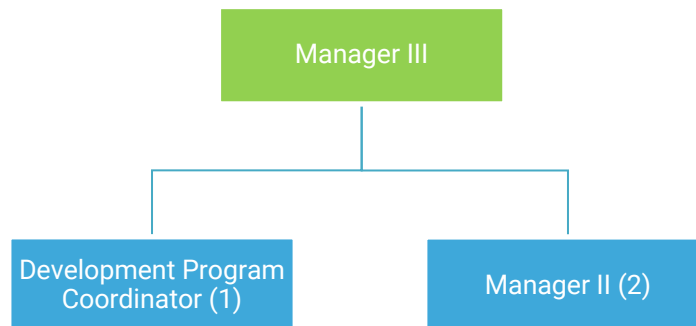 Manager III
Development Program
Coordinator (1)
Manager II (2)